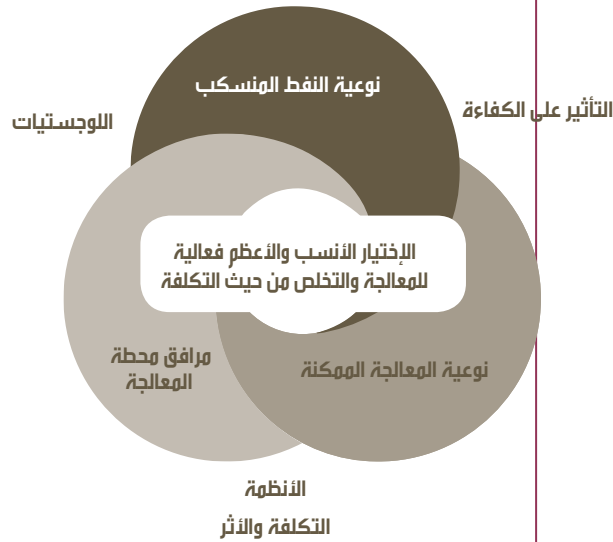 نوعية النفط المنسكب
التأثير على الكفاءة
اللوجستيات
الإختيار الأنسب والأعظم فعالية
للمعالجة والتخلص من حيث التكلفة
مرافق محطة
المعالجة
نوعية المعالجة الممكنة
الأنظمة
التكلفة والأثر